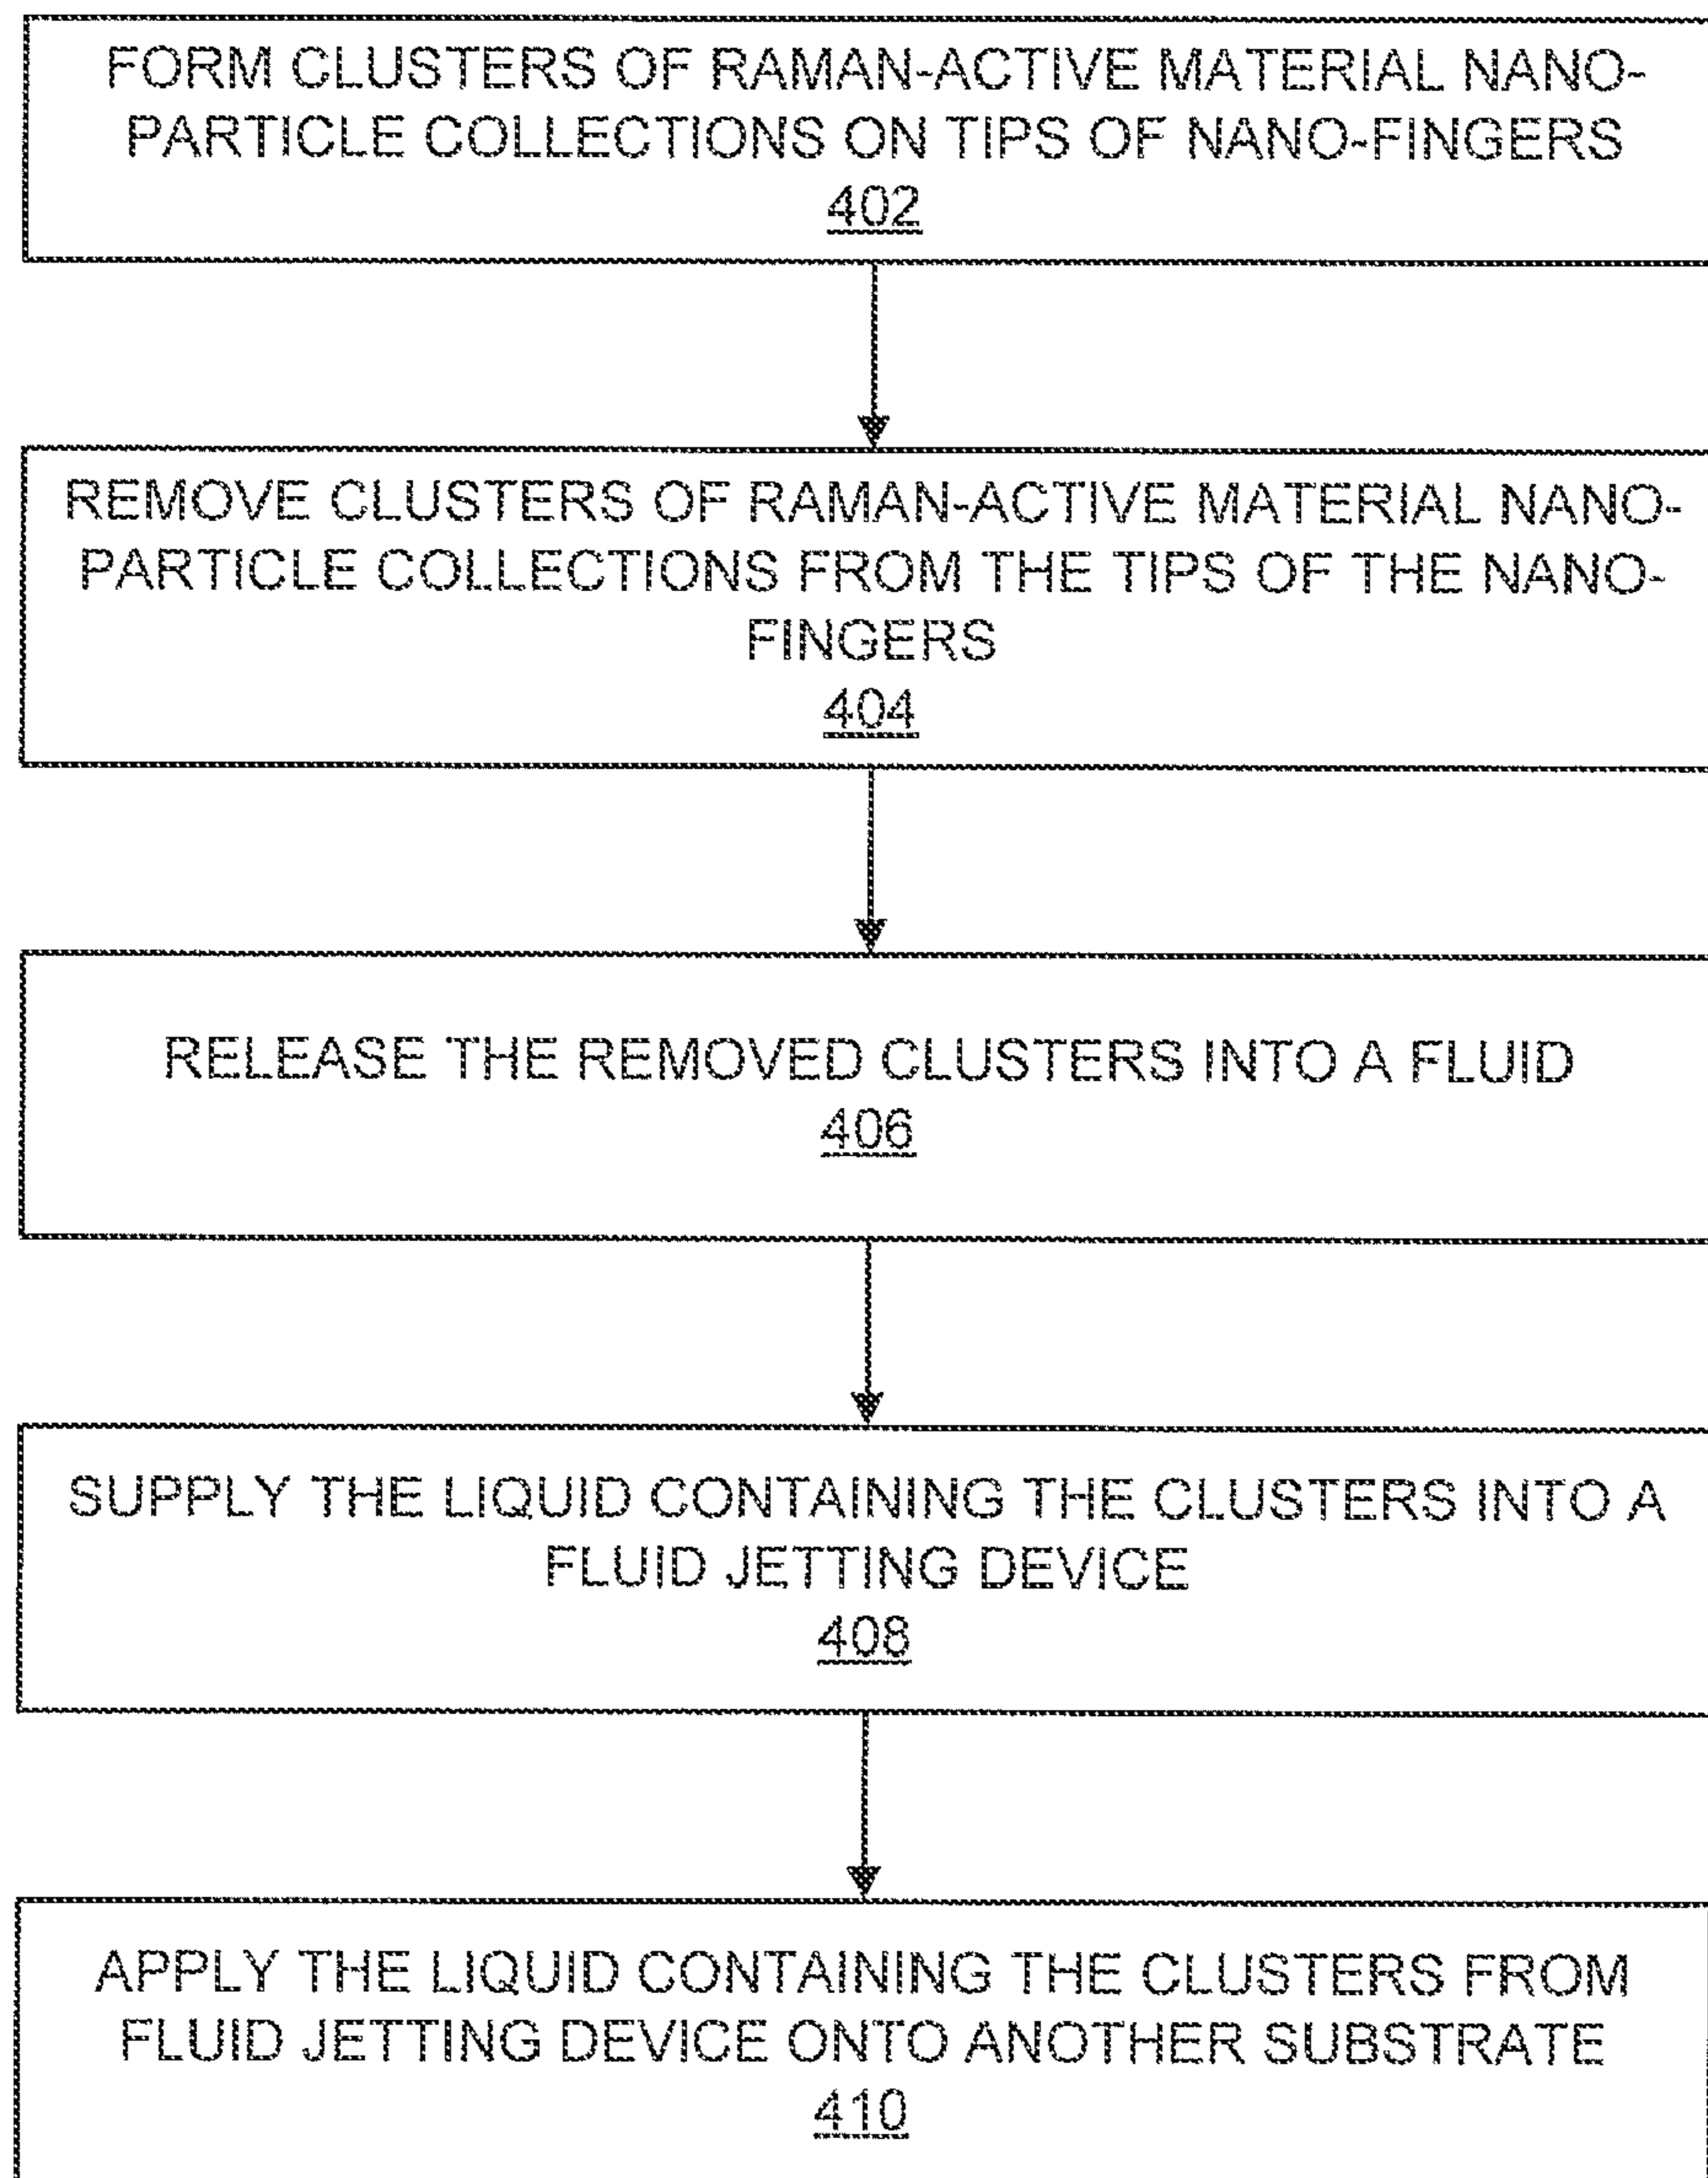 FORM CLUSTERS OF RAMAN-ACTIVE MATERIAL NANO-
PARTICLE COLLECTIONS ON TIPS OF NANO-FINGERS
402
REMOVE CLUSTERS OF RAMAN-ACTIVE MATERIAL NANO-
PARTICLE COLLECTIONS FROM THE TIPS OF THE NANO-
FINGERS
404
RELEASE THE REMOVED CLUSTERS INTO A FLUID
406
SUPPLY THE LIQUID CONTAINING THE CLUSTERS INTO A
FLUID JETTING DEVICE
408
APPLY THE LIQUID CONTAINING THE CLUSTERS FROM
FLUID JETTING DEVICE ONTO ANOTHER SUBSTRATE
410